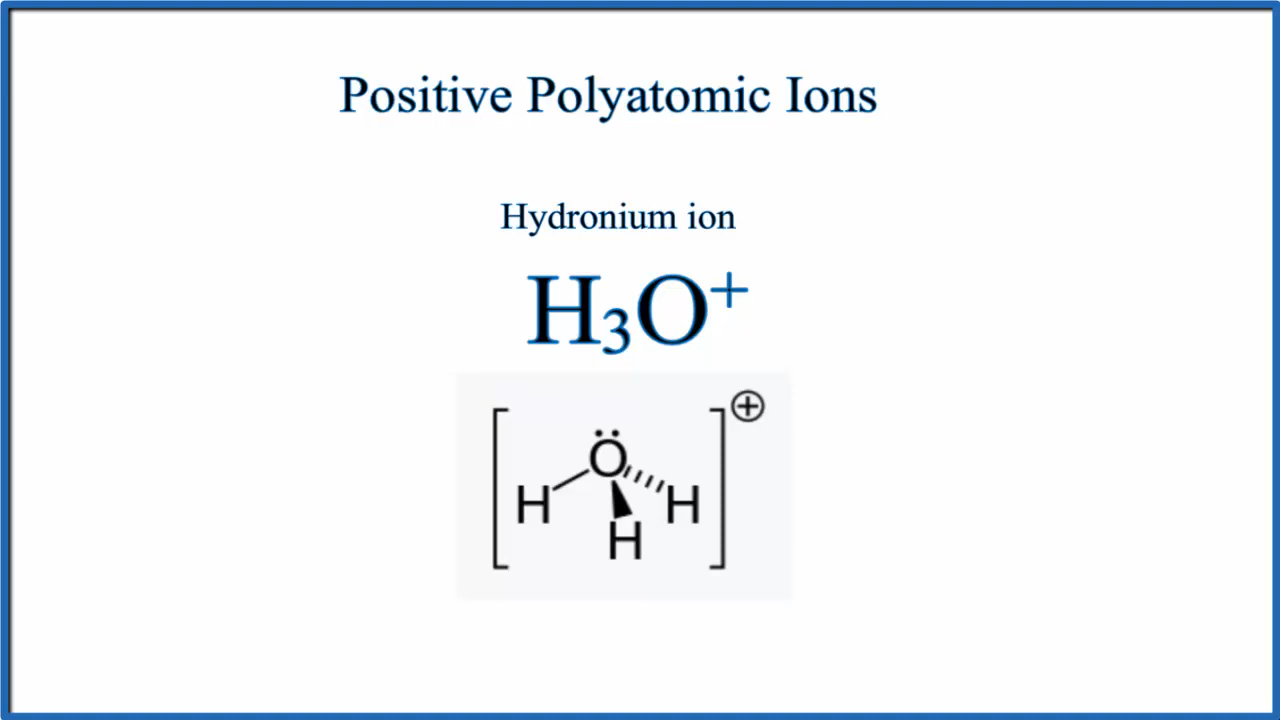 Positive Polyatomic Ions
Hydronium ion
H₃O⁺
[ Ö ]⊕
H H
H